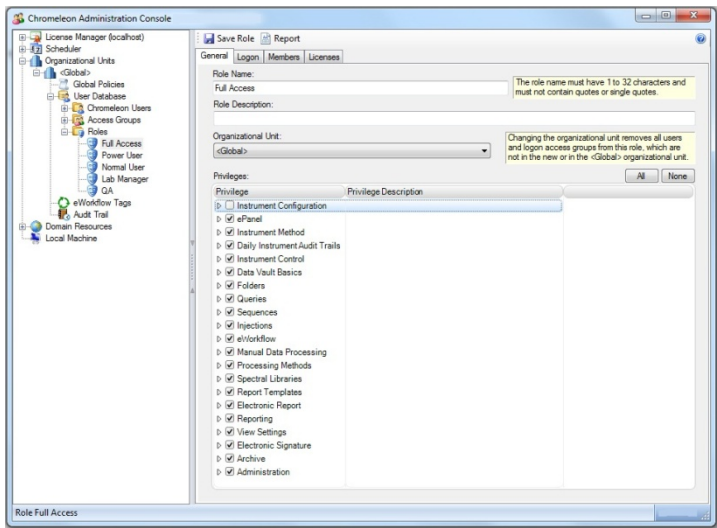 Chromeleon Administration Console
License Manager (localhost)
Scheduler
Organizational Units
<Global>
Global Policies
User Database
Chromeleon Users
Access Groups
Roles
Full Access
Power User
Normal User
Lab Manager
QA
eWorkflow Tags
Audit Trail
Domain Resources
Local Machine
Save Role Report
General Logon Members Licenses
Role Name:
Full Access
The role name must have 1 to 32 characters and
must not contain quotes or single quotes.
Role Description:
Organizational Unit:
<Global>
Changing the organizational unit removes all users
and logon access groups from this role, which are
not in the new or in the <Global> organizational unit.
Privileges:
All None
Privilege Privilege Description
Instrument Configuration
ePanel
Instrument Method
Daily Instrument Audit Trails
Instrument Control
Data Vault Basics
Folders
Queries
Sequences
Injections
eWorkflow
Manual Data Processing
Processing Methods
Spectral Libraries
Report Templates
Electronic Report
Reporting
View Settings
Electronic Signature
Archive
Administration
Role Full Access